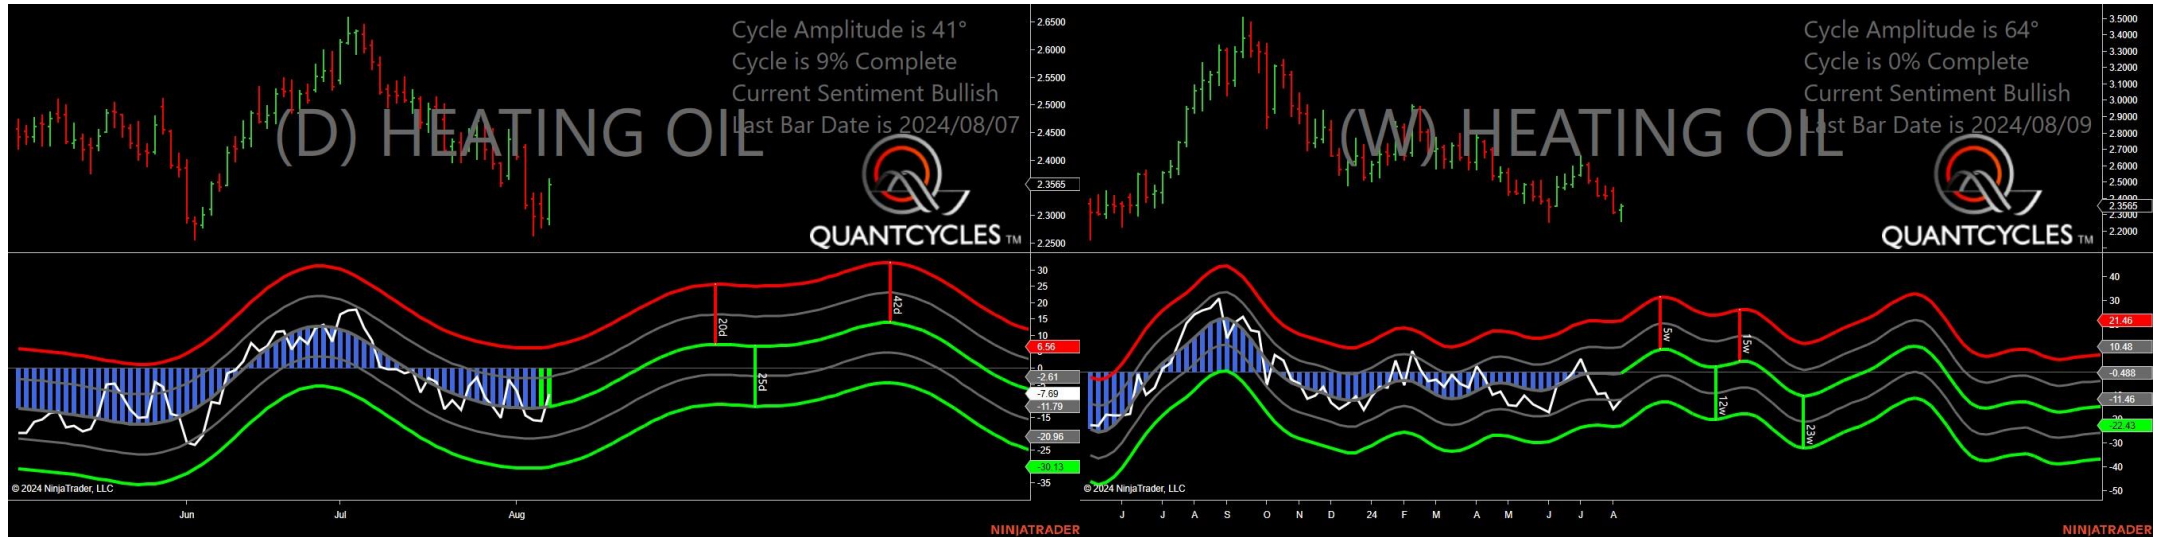 Cycle Amplitude is 41°
Cycle is 9% Complete
Current Sentiment Bullish
Last Bar Date is 2024/08/07
(D) HEATING OIL
QUANTCYCLES TM
2.6500
2.6000
2.5500
2.5000
2.4500
2.4000
2.3565
2.3000
2.2500
30
25
20
15
10
6.56
0
-2.61
-7.69
-11.79
-15
-20.96
-25
-30.13
-35
20d
25d
42d
© 2024 NinjaTrader, LLC
Jun Jul Aug
NINJATRADER
Cycle Amplitude is 64°
Cycle is 0% Complete
Current Sentiment Bullish
Last Bar Date is 2024/08/09
(W) HEATING OIL
QUANTCYCLES TM
3.5000
3.4000
3.3000
3.2000
3.1000
3.0000
2.9000
2.8000
2.7000
2.6000
2.5000
2.3565
2.3000
2.2000
40
30
21.46
10.48
-0.488
-11.46
-20
-22.43
-30
-40
-50
5w
12w
15w
23w
© 2024 NinjaTrader, LLC
J J A S O N D 24 F M A M J J A
NINJATRADER